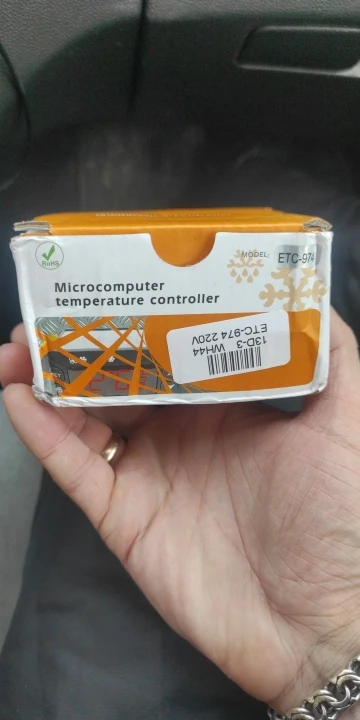 RoHS
MODEL: ETC-974
Microcomputer
temperature controller
13D-3 WH44
ETC-974 220V